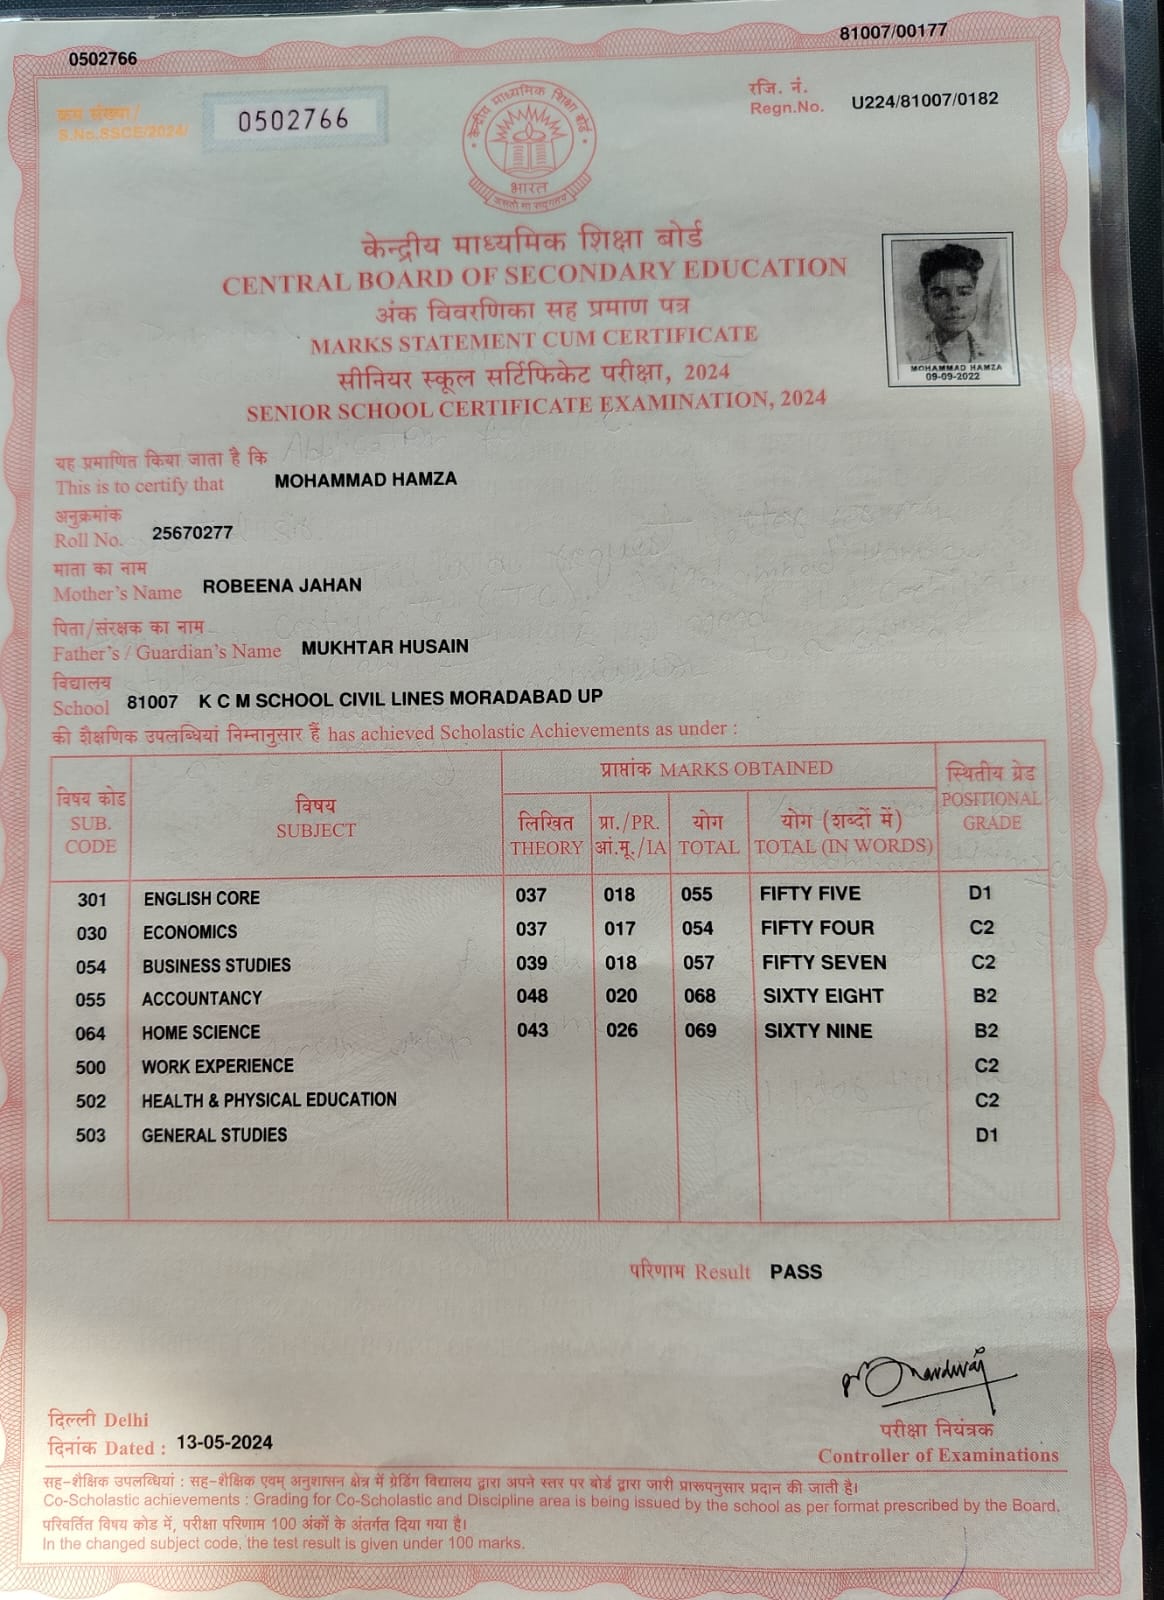 0502766
81007/00177
क्रम संख्या/
S.No.SSCE/2024/
0502766
रजि. नं.
Regn.No. U224/81007/0182
केन्द्रीय माध्यमिक शिक्षा बोर्ड
भारत
असतो मा सद्गमय
केन्द्रीय माध्यमिक शिक्षा बोर्ड
CENTRAL BOARD OF SECONDARY EDUCATION
अंक विवरणिका सह प्रमाण पत्र
MARKS STATEMENT CUM CERTIFICATE
सीनियर स्कूल सर्टिफिकेट परीक्षा, 2024
SENIOR SCHOOL CERTIFICATE EXAMINATION, 2024
MOHAMMAD HAMZA
09-09-2022
यह प्रमाणित किया जाता है कि
This is to certify that MOHAMMAD HAMZA
अनुक्रमांक
Roll No. 25670277
माता का नाम
Mother's Name ROBEENA JAHAN
पिता/संरक्षक का नाम
Father's / Guardian's Name MUKHTAR HUSAIN
विद्यालय
School 81007 K C M SCHOOL CIVIL LINES MORADABAD UP
की शैक्षणिक उपलब्धियां निम्नानुसार हैं has achieved Scholastic Achievements as under :
विषय कोड
SUB. CODE
विषय
SUBJECT
प्राप्तांक MARKS OBTAINED
लिखित
THEORY
प्रा./PR.
आं.मू./IA
योग
TOTAL
योग (शब्दों में)
TOTAL (IN WORDS)
स्थितीय ग्रेड
POSITIONAL GRADE
301 ENGLISH CORE 037 018 055 FIFTY FIVE D1
030 ECONOMICS 037 017 054 FIFTY FOUR C2
054 BUSINESS STUDIES 039 018 057 FIFTY SEVEN C2
055 ACCOUNTANCY 048 020 068 SIXTY EIGHT B2
064 HOME SCIENCE 043 026 069 SIXTY NINE B2
500 WORK EXPERIENCE C2
502 HEALTH & PHYSICAL EDUCATION C2
503 GENERAL STUDIES D1
परिणाम Result PASS
दिल्ली Delhi
दिनांक Dated : 13-05-2024
परीक्षा नियंत्रक
Controller of Examinations
सह-शैक्षिक उपलब्धियां : सह-शैक्षिक एवम् अनुशासन क्षेत्र में ग्रेडिंग विद्यालय द्वारा अपने स्तर पर बोर्ड द्वारा जारी प्रारूपनुसार प्रदान की जाती है।
Co-Scholastic achievements : Grading for Co-Scholastic and Discipline area is being issued by the school as per format prescribed by the Board.
परिवर्तित विषय कोड में, परीक्षा परिणाम 100 अंकों के अंतर्गत दिया गया है।
In the changed subject code, the test result is given under 100 marks.